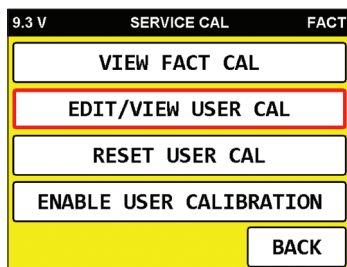 9.3 V SERVICE CAL FACT
VIEW FACT CAL
EDIT/VIEW USER CAL
RESET USER CAL
ENABLE USER CALIBRATION
BACK